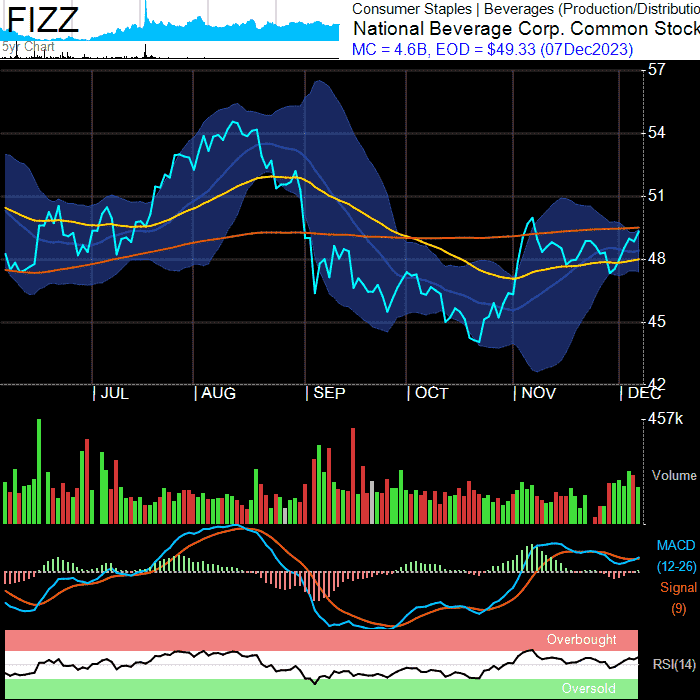 FIZZ
5yr Chart
Consumer Staples | Beverages (Production/Distributio
National Beverage Corp. Common Stock
MC = 4.6B, EOD = $49.33 (07Dec2023)
57
54
51
48
45
42
| JUL | AUG | SEP | OCT | NOV | DEC
457k
Volume
MACD
(12-26)
Signal
(9)
Overbought
RSI(14)
Oversold